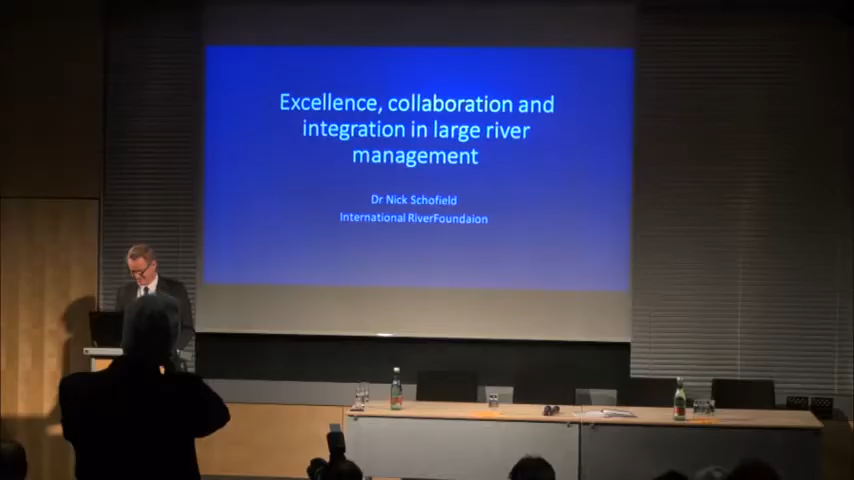 Excellence, collaboration and
integration in large river
management
Dr Nick Schofield
International RiverFoundaion